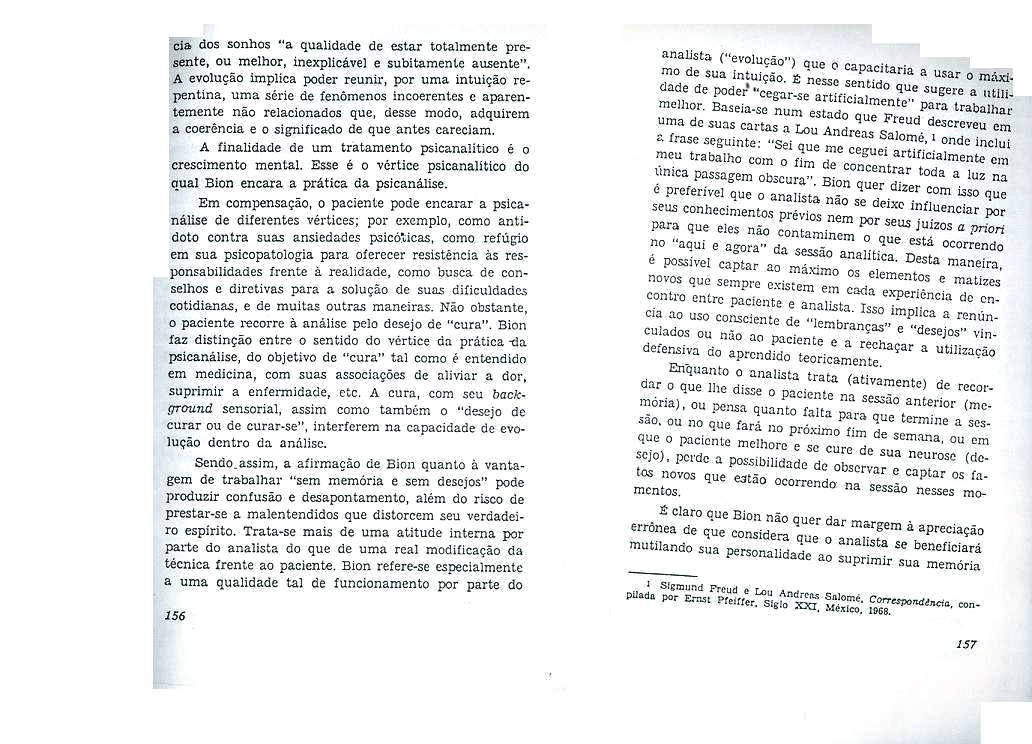 cia dos sonhos “a qualidade de estar totalmente pre-
sente, ou melhor, inexplicável e subitamente ausente”.
A evolução implica poder reunir, por uma intuição re-
pentina, uma série de fenômenos incoerentes e aparen-
temente não relacionados que, desse modo, adquirem
a coerência e o significado de que antes careciam.
A finalidade de um tratamento psicanalítico é o
crescimento mental. Esse é o vértice psicanalítico do
qual Bion encara a prática da psicanálise.
Em compensação, o paciente pode encarar a psica-
nálise de diferentes vértices; por exemplo, como antí-
doto contra suas ansiedades psicóticas, como refúgio
em sua psicopatologia para oferecer resistência às res-
ponsabilidades frente à realidade, como busca de con-
selhos e diretivas para a solução de suas dificuldades
cotidianas, e de muitas outras maneiras. Não obstante,
o paciente recorre à análise pelo desejo de “cura”. Bion
faz distinção entre o sentido do vértice da prática da
psicanálise, do objetivo de “cura” tal como é entendido
em medicina, com suas associações de aliviar a dor,
suprimir a enfermidade, etc. A cura, com seu back-
ground sensorial, assim como também o “desejo de
curar ou de curar-se”, interferem na capacidade de evo-
lução dentro da análise.
Sendo assim, a afirmação de Bion quanto à vanta-
gem de trabalhar “sem memória e sem desejos” pode
produzir confusão e desapontamento, além do risco de
prestar-se a malentendidos que distorcem seu verdadei-
ro espírito. Trata-se mais de uma atitude interna por
parte do analista do que de uma real modificação da
técnica frente ao paciente. Bion refere-se especialmente
a uma qualidade tal de funcionamento por parte do
156
analista (“evolução”) que o capacitaria a usar o máxi-
mo de sua intuição. É nesse sentido que sugere a utili-
dade de poder “cegar-se artificialmente” para trabalhar
melhor. Baseia-se num estado que Freud descreveu em
uma de suas cartas a Lou Andreas Salomé, ¹ onde inclui
a frase seguinte: “Sei que me ceguei artificialmente em
meu trabalho com o fim de concentrar toda a luz na
única passagem obscura”. Bion quer dizer com isso que
é preferível que o analista não se deixe influenciar por
seus conhecimentos prévios nem por seus juízos a priori
para que eles não contaminem o que está ocorrendo
no “aqui e agora” da sessão analítica. Desta maneira,
é possível captar ao máximo os elementos e matizes
novos que sempre existem em cada experiência de en-
contro entre paciente e analista. Isso implica a renún-
cia ao uso consciente de “lembranças” e “desejos” vin-
culados ou não ao paciente e a rechaçar a utilização
defensiva do aprendido teoricamente.
Enquanto o analista trata (ativamente) de recor-
dar o que lhe disse o paciente na sessão anterior (me-
mória), ou pensa quanto falta para que termine a ses-
são, ou no que fará no próximo fim de semana, ou em
que o paciente melhore e se cure de sua neurose (de-
sejo), perde a possibilidade de observar e captar os fa-
tos novos que estão ocorrendo na sessão nesses mo-
mentos.
É claro que Bion não quer dar margem à apreciação
errônea de que considera que o analista se beneficiará
mutilando sua personalidade ao suprimir sua memória
¹ Sigmund Freud e Lou Andreas Salomé, Correspondência, com-
pilada por Ernst Pfeiffer, Siglo XXI, México, 1968.
157